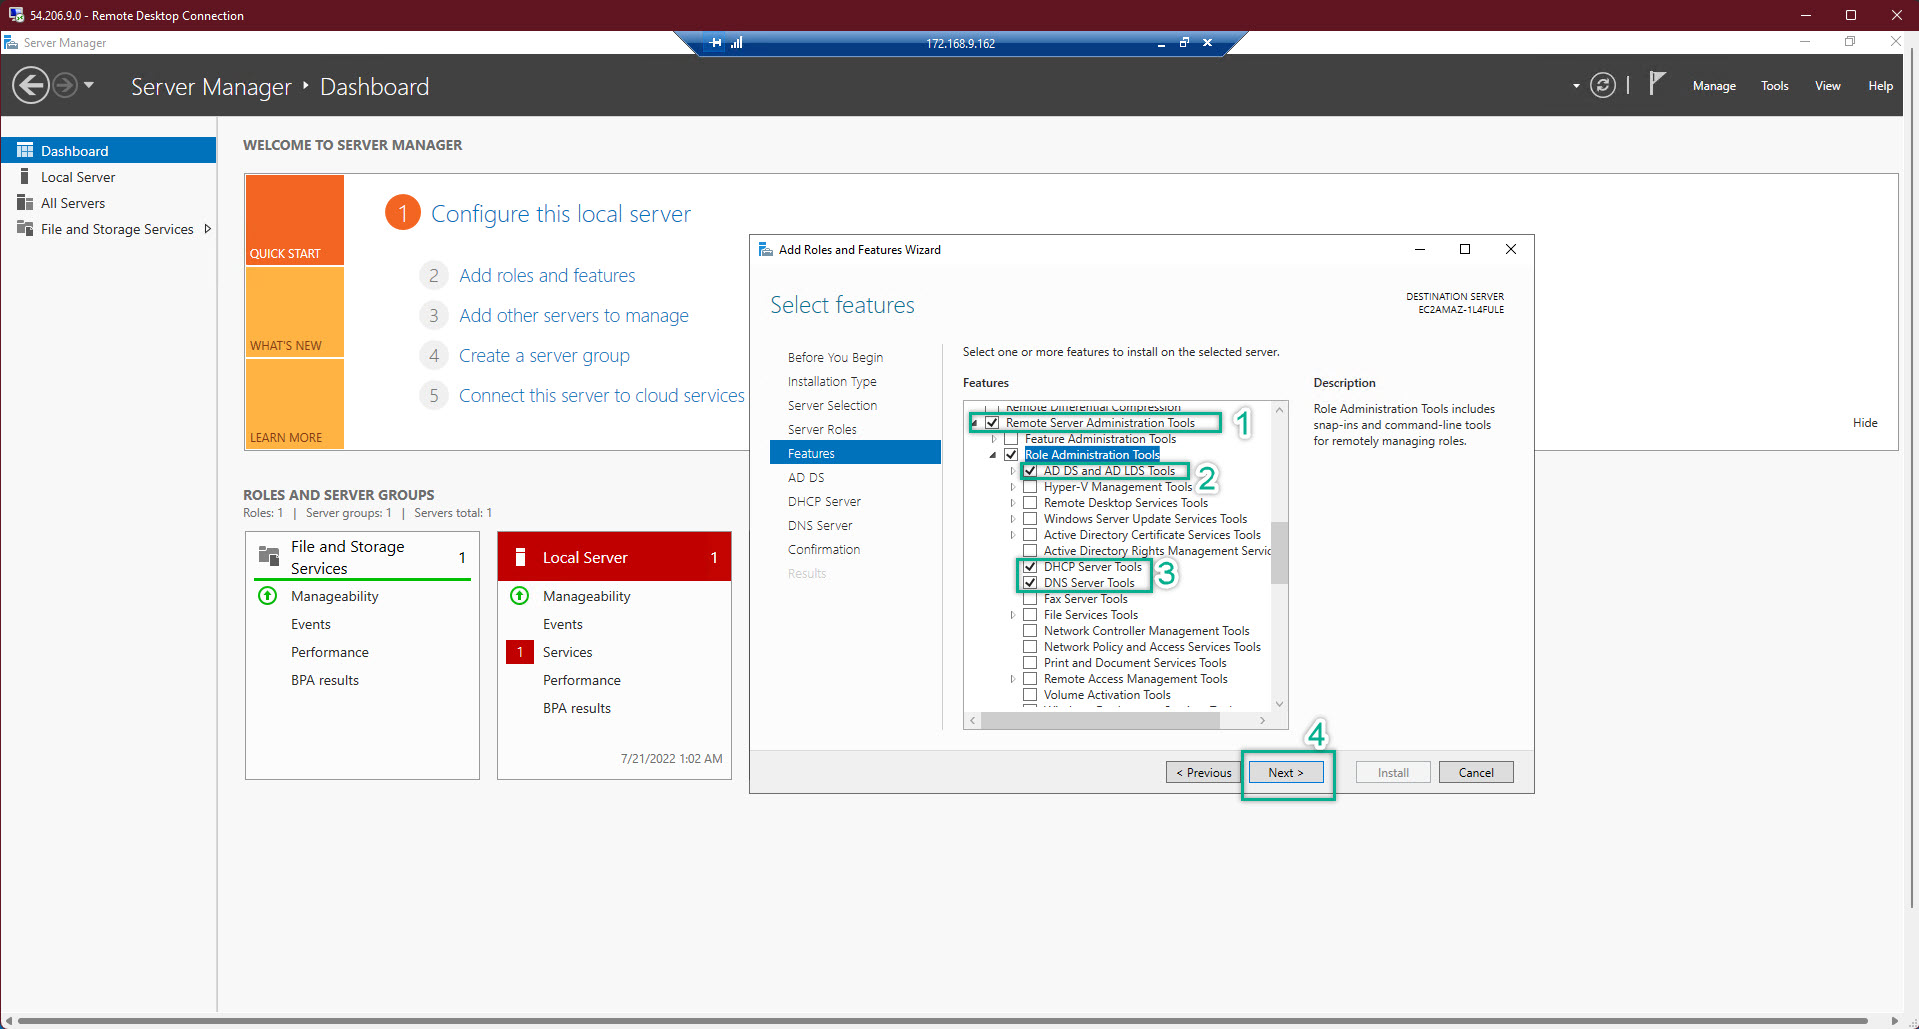 54.206.9.0 - Remote Desktop Connection
Server Manager
172.168.9.162
Server Manager
Dashboard
Manage
Tools
View
Help
Dashboard
Local Server
All Servers
File and Storage Services
WELCOME TO SERVER MANAGER
QUICK START
WHAT'S NEW
LEARN MORE
1 Configure this local server
2 Add roles and features
3 Add other servers to manage
4 Create a server group
5 Connect this server to cloud services
Hide
ROLES AND SERVER GROUPS
Roles: 1 | Server groups: 1 | Servers total: 1
File and Storage Services 1
Manageability
Events
Performance
BPA results
Local Server 1
Manageability
Events
1 Services
Performance
BPA results
7/21/2022 1:02 AM
Add Roles and Features Wizard
Select features
DESTINATION SERVER
EC2AMAZ-1L4FULE
Before You Begin
Installation Type
Server Selection
Server Roles
Features
AD DS
DHCP Server
DNS Server
Confirmation
Results
Select one or more features to install on the selected server.
Features
Remote Differential Compression
Remote Server Administration Tools
1
Feature Administration Tools
Role Administration Tools
AD DS and AD LDS Tools
2
Hyper-V Management Tools
Remote Desktop Services Tools
Windows Server Update Services Tools
Active Directory Certificate Services Tools
Active Directory Rights Management Servic
DHCP Server Tools
3
DNS Server Tools
Fax Server Tools
File Services Tools
Network Controller Management Tools
Network Policy and Access Services Tools
Print and Document Services Tools
Remote Access Management Tools
Volume Activation Tools
Description
Role Administration Tools includes
snap-ins and command-line tools
for remotely managing roles.
4
< Previous
Next >
Install
Cancel